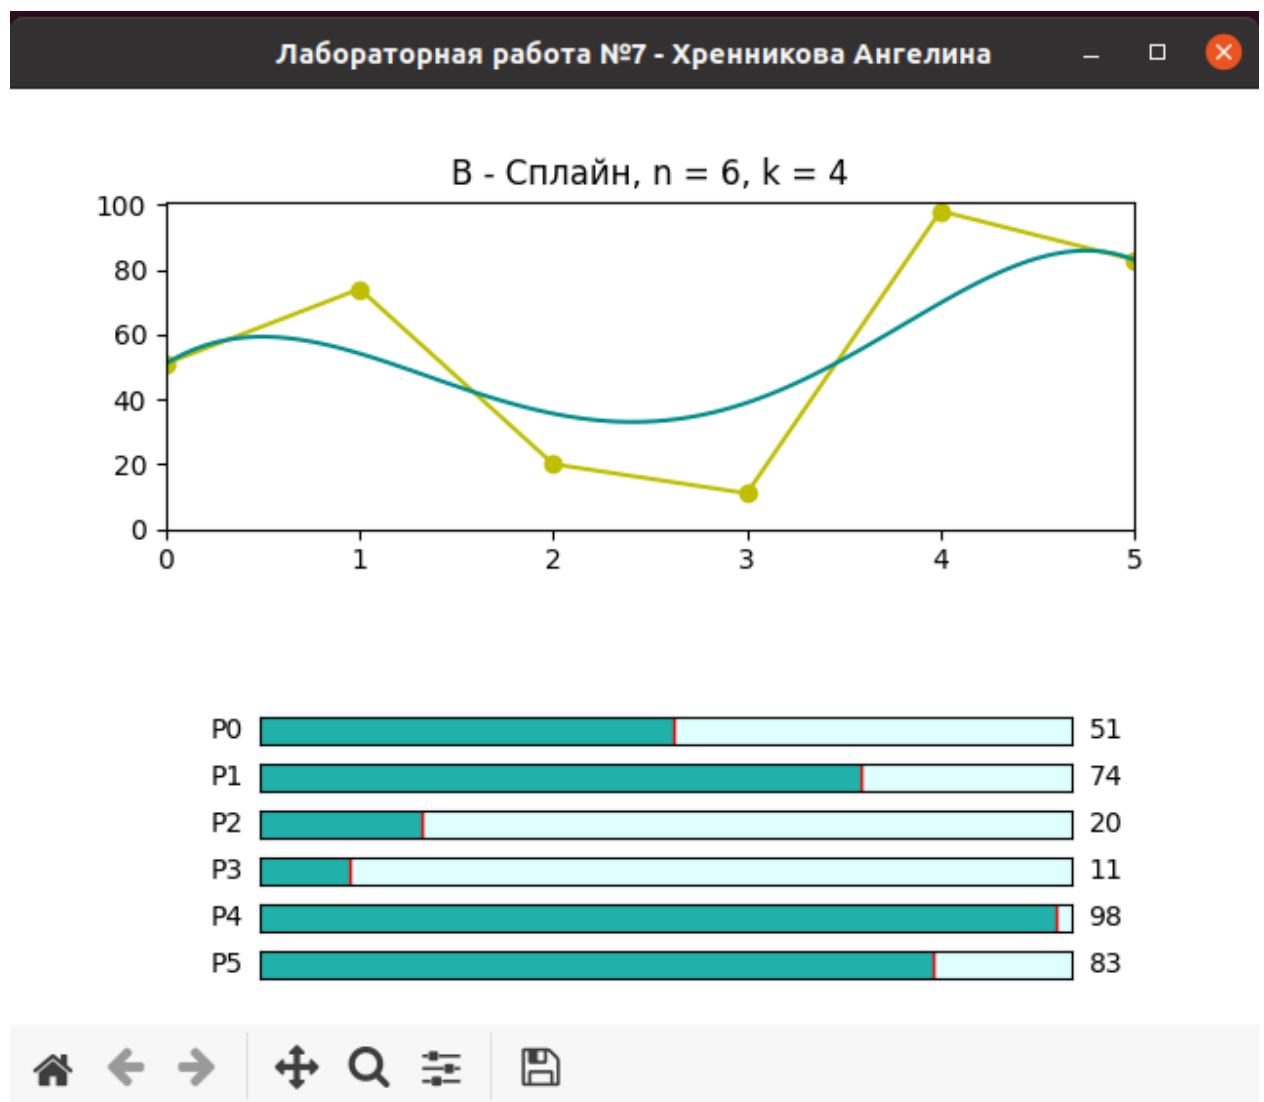 Лабораторная работа №7 - Хренникова Ангелина
В - Сплайн, n = 6, k = 4
100
80
60
40
20
0
0 1 2 3 4 5
P0 51
P1 74
P2 20
P3 11
P4 98
P5 83